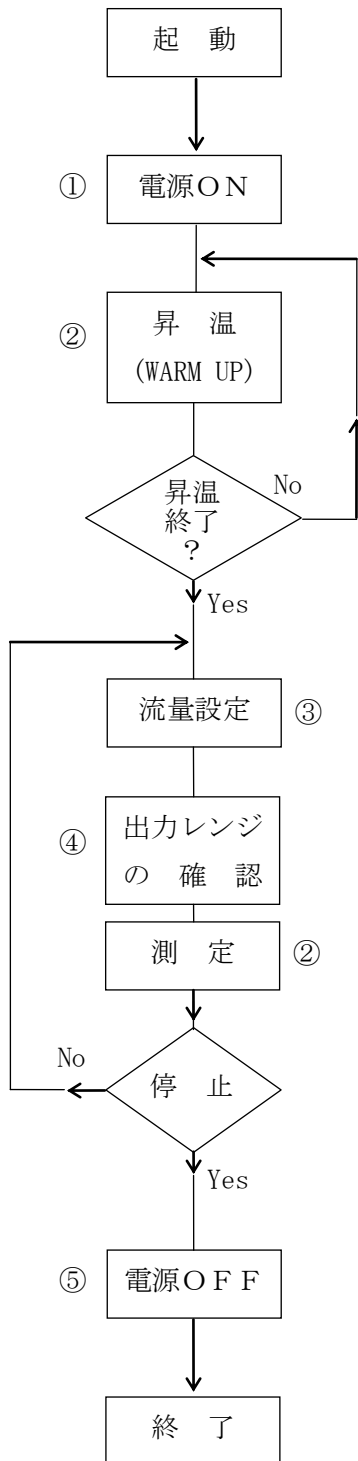 起 動
① 電源ON
② 昇 温
(WARM UP)
昇温
終了
?
No
Yes
流量設定 ③
④ 出力レンジ
の 確 認
測 定 ②
停 止
No
Yes
⑤ 電源OFF
終 了